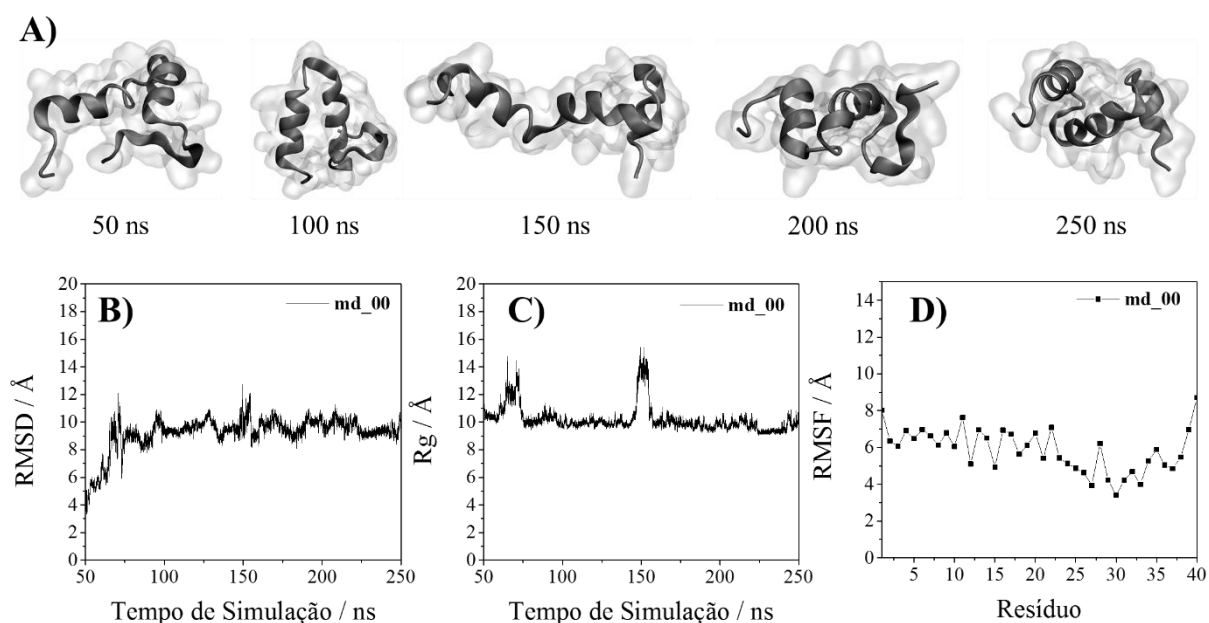 A)
50 ns
100 ns
150 ns
200 ns
250 ns
B)
md_00
RMSD / Å
20
18
16
14
12
10
8
6
4
2
0
50
100
150
200
250
Tempo de Simulação / ns
C)
md_00
Rg / Å
20
18
16
14
12
10
8
6
4
2
0
50
100
150
200
250
Tempo de Simulação / ns
D)
md_00
RMSF / Å
14
12
10
8
6
4
2
0
5
10
15
20
25
30
35
40
Resíduo